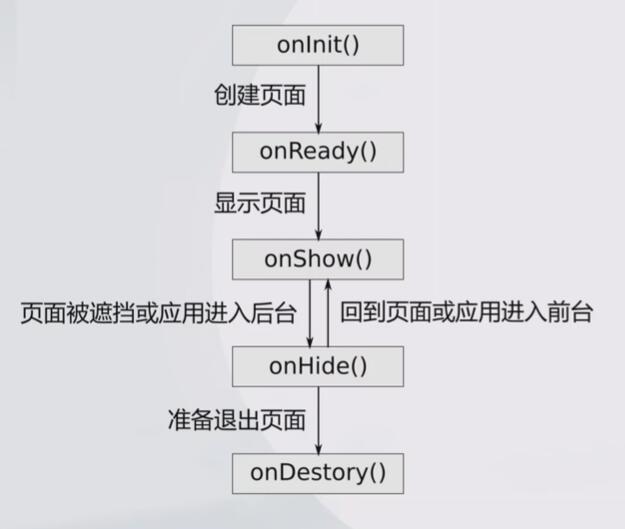 onInit()
创建页面
onReady()
显示页面
onShow()
页面被遮挡或应用进入后台
回到页面或应用进入前台
onHide()
准备退出页面
onDestory()